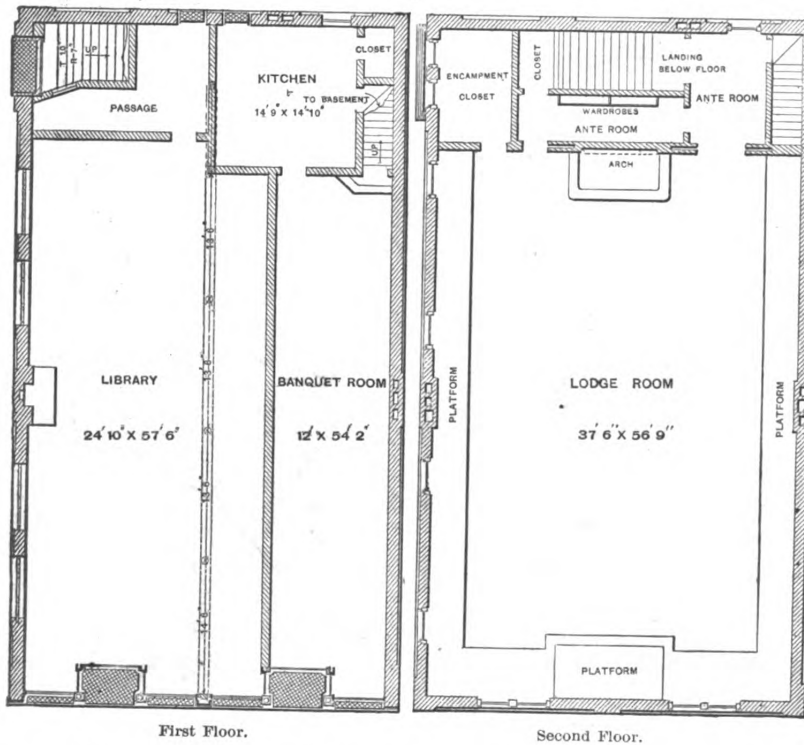 CLOSET
KITCHEN
TO BASEMENT
14' 9" X 14' 10"
UP
PASSAGE
UP
LIBRARY
24' 10" X 57' 6"
BANQUET ROOM
12' X 54' 2"
First Floor.
CLOSET
LANDING
BELOW FLOOR
ENCAMPMENT
CLOSET
ANTE ROOM
WARDROBES
ANTE ROOM
ARCH
PLATFORM
LODGE ROOM
37' 6" X 56' 9"
PLATFORM
PLATFORM
Second Floor.